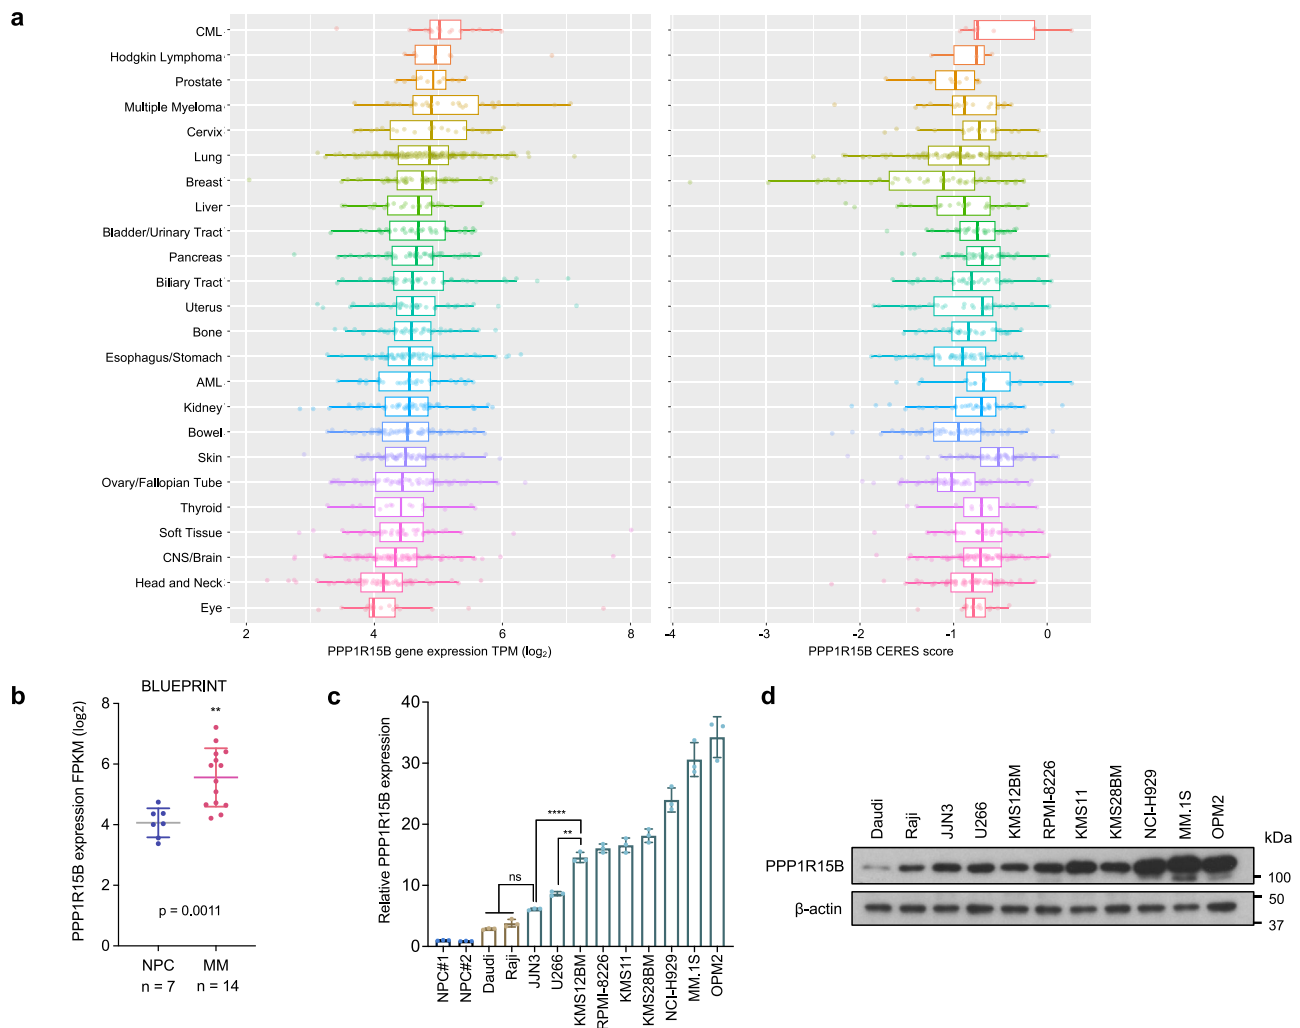 a
CML
Hodgkin Lymphoma
Prostate
Multiple Myeloma
Cervix
Lung
Breast
Liver
Bladder/Urinary Tract
Pancreas
Biliary Tract
Uterus
Bone
Esophagus/Stomach
AML
Kidney
Bowel
Skin
Ovary/Fallopian Tube
Thyroid
Soft Tissue
CNS/Brain
Head and Neck
Eye
2 4 6 8
PPP1R15B gene expression TPM (log2)
-4 -3 -2 -1 0
PPP1R15B CERES score
b
BLUEPRINT
PPP1R15B expression FPKM (log2)
8
6
4
2
0
**
p = 0.0011
NPC MM
n = 7 n = 14
c
Relative PPP1R15B expression
40
30
20
10
0
****
**
ns
NPC#1
NPC#2
Daudi
Raji
JJN3
U266
KMS12BM
RPMI-8226
KMS11
KMS28BM
NCI-H929
MM.1S
OPM2
d
Daudi
Raji
JJN3
U266
KMS12BM
RPMI-8226
KMS11
KMS28BM
NCI-H929
MM.1S
OPM2
kDa
PPP1R15B
100
β-actin
50
37